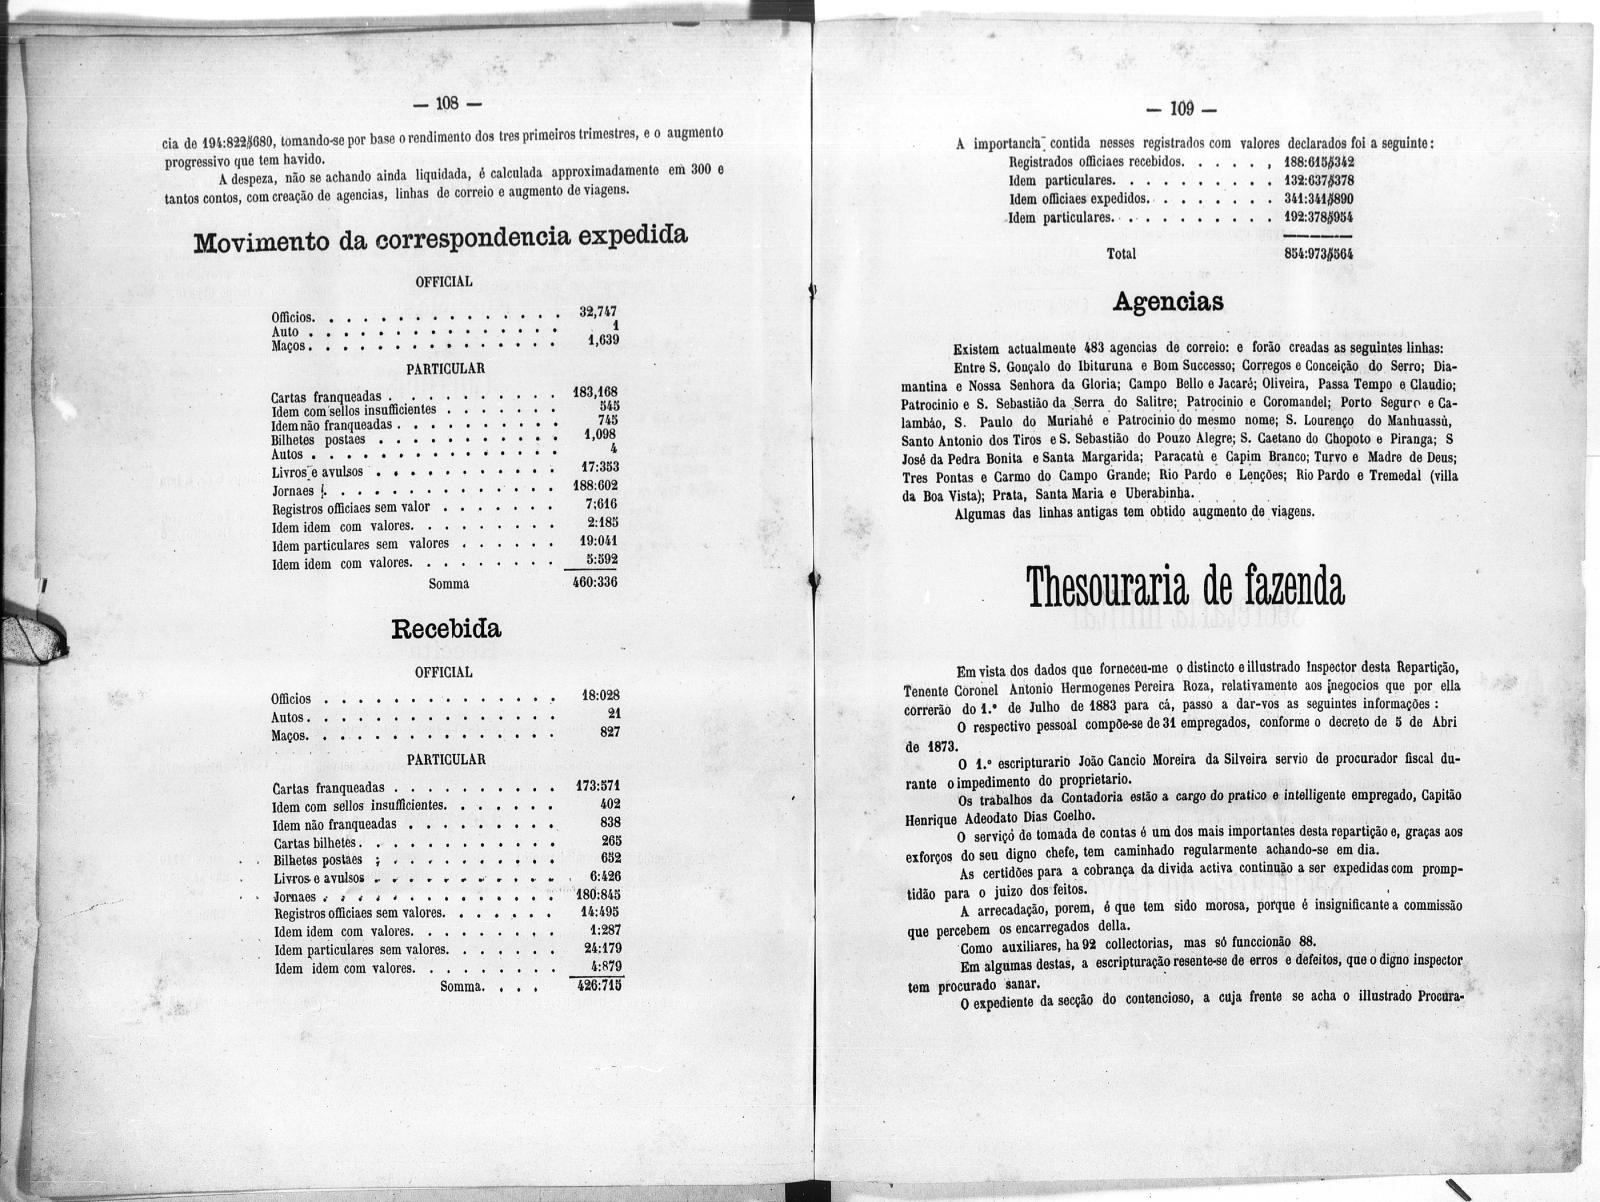 — 108 —
cia de 194:822$680, tomando-se por base o rendimento dos tres primeiros trimestres, e o augmento
progressivo que tem havido.
A despeza, não se achando ainda liquidada, é calculada approximadamente em 300 e
tantos contos, com creação de agencias, linhas de correio e augmento de viagens.
Movimento da correspondencia expedida
OFFICIAL
Officios. . . . . . . . . . . . . . 32,747
Auto . . . . . . . . . . . . . . 1
Maços. . . . . . . . . . . . . . 1,639
PARTICULAR
Cartas franqueadas . . . . . . . . . . 183,168
Idem com sellos insufficientes . . . . . . . 545
Idem não franqueadas . . . . . . . . . . 745
Bilhetes postaes . . . . . . . . . . 1,098
Autos . . . . . . . . . . . . . . 4
Livros e avulsos . . . . . . . . . . 17:353
Jornaes . . . . . . . . . . . . . 188:602
Registros officiaes sem valor . . . . . . . 7:616
Idem idem com valores. . . . . . . . . 2:185
Idem particulares sem valores . . . . . . 19:041
Idem idem com valores. . . . . . . . . 5:592
Somma 460:336
Recebida
OFFICIAL
Officios . . . . . . . . . . . . . . 18:028
Autos. . . . . . . . . . . . . . 21
Maços. . . . . . . . . . . . . . 827
PARTICULAR
Cartas franqueadas . . . . . . . . . . 173:571
Idem com sellos insufficientes. . . . . . . 402
Idem não franqueadas . . . . . . . . . 838
Cartas bilhetes. . . . . . . . . . . . 265
Bilhetes postaes ; . . . . . . . . . . 652
Livros e avulsos . . . . . . . . . . 6:426
Jornaes . . . . . . . . . . . . . 180:845
Registros officiaes sem valores. . . . . . . 14:495
Idem idem com valores. . . . . . . . . 1:287
Idem particulares sem valores. . . . . . . 24:179
Idem idem com valores. . . . . . . . . 4:879
Somma. . . . 426:715
— 109 —
A importancia contida nesses registrados com valores declarados foi a seguinte:
Registrados officiaes recebidos. . . . . , 188:615$342
Idem particulares. . . . . . . . . . 132:637$378
Idem officiaes expedidos. . . . . . . . 341:341$890
Idem particulares. . . . . . . . . . 192:378$954
Total 854:973$564
Agencias
Existem actualmente 483 agencias de correio: e forão creadas as seguintes linhas:
Entre S. Gonçalo do Ibituruna e Bom Successo; Corregos e Conceição do Serro; Dia-
mantina e Nossa Senhora da Gloria; Campo Bello e Jacaré; Oliveira, Passa Tempo e Claudio;
Patrocinio e S. Sebastião da Serra do Salitre; Patrocinio e Coromandel; Porto Seguro e Ca-
lambáo, S. Paulo do Muriahé e Patrocinio do mesmo nome; S. Lourenço do Manhuassù,
Santo Antonio dos Tiros e S. Sebastião do Pouzo Alegre; S. Caetano do Chopoto e Piranga; S
José da Pedra Bonita e Santa Margarida; Paracatù e Capim Branco; Turvo e Madre de Deus;
Tres Pontas e Carmo do Campo Grande; Rio Pardo e Lenções; Rio Pardo e Tremedal (villa
da Boa Vista); Prata, Santa Maria e Uberabinha.
Algumas das linhas antigas tem obtido augmento de viagens.
Thesouraria de fazenda
Em vista dos dados que forneceu-me o distincto e illustrado Inspector desta Repartição,
Tenente Coronel Antonio Hermogenes Pereira Roza, relativamente aos negocios que por ella
correrão do 1.º de Julho de 1883 para cá, passo a dar-vos as seguintes informações :
O respectivo pessoal compõe-se de 31 empregados, conforme o decreto de 5 de Abri
de 1873.
O 1.º escripturario João Cancio Moreira da Silveira servio de procurador fiscal du-
rante o impedimento do proprietario.
Os trabalhos da Contadoria estão a cargo do pratico e intelligente empregado, Capitão
Henrique Adeodato Dias Coelho.
O serviço de tomada de contas é um dos mais importantes desta repartição e, graças aos
exforços do seu digno chefe, tem caminhado regularmente achando-se em dia.
As certidões para a cobrança da divida activa continuão a ser expedidas com promp-
tidão para o juizo dos feitos.
A arrecadação, porem, é que tem sido morosa, porque é insignificante a commissão
que percebem os encarregados della.
Como auxiliares, ha 92 collectorias, mas só funccionão 88.
Em algumas destas, a escripturação resente-se de erros e defeitos, que o digno inspector
tem procurado sanar.
O expediente da secção do contencioso, a cuja frente se acha o illustrado Procura-